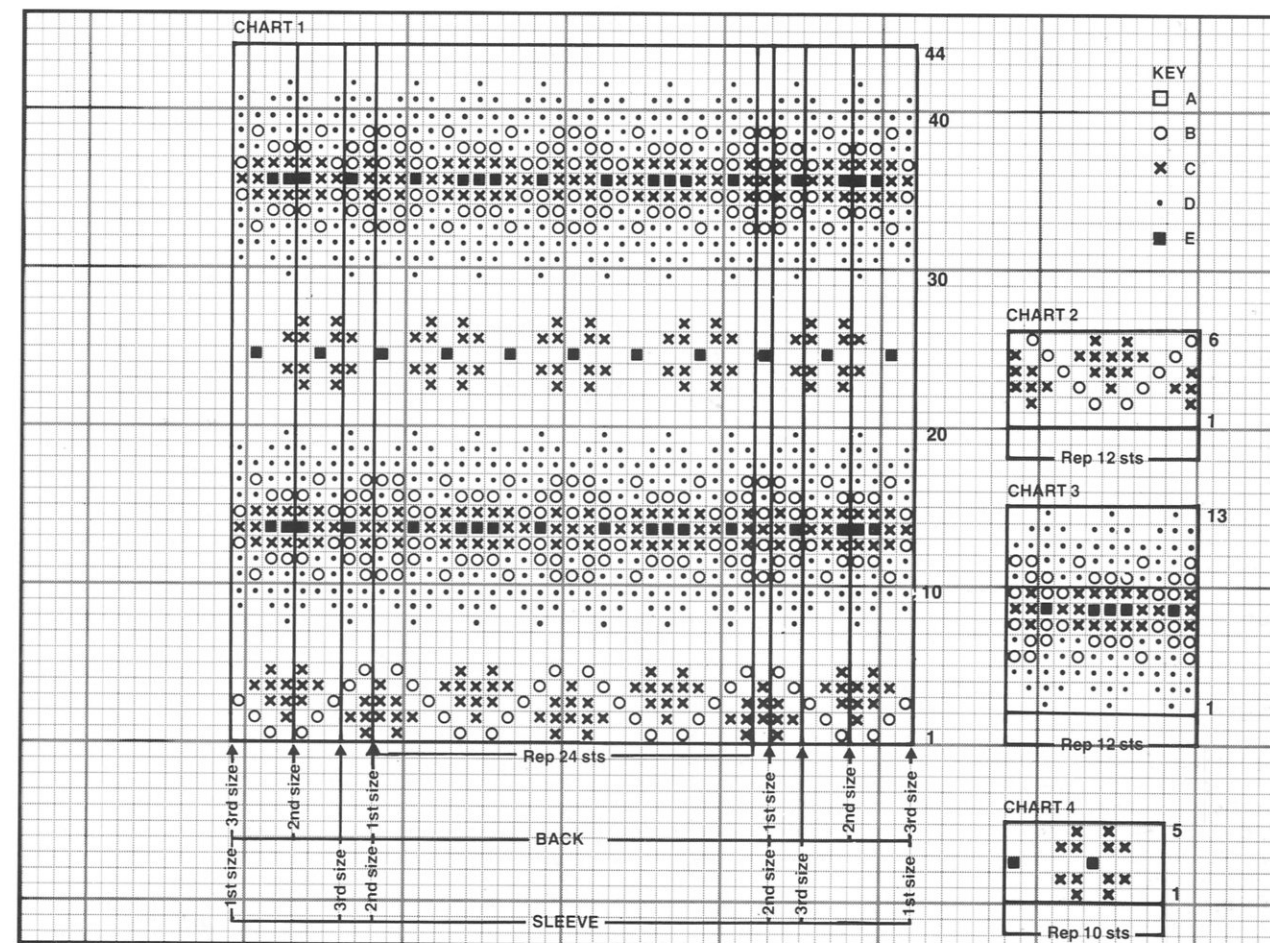 CHART 1
44
40
30
20
10
1
Rep 24 sts
3rd size
2nd size
1st size
1st size
2nd size
3rd size
BACK
1st size
3rd size
2nd size
2nd size
3rd size
1st size
SLEEVE
KEY
A
B
C
D
E
CHART 2
6
1
Rep 12 sts
CHART 3
13
1
Rep 12 sts
CHART 4
5
1
Rep 10 sts